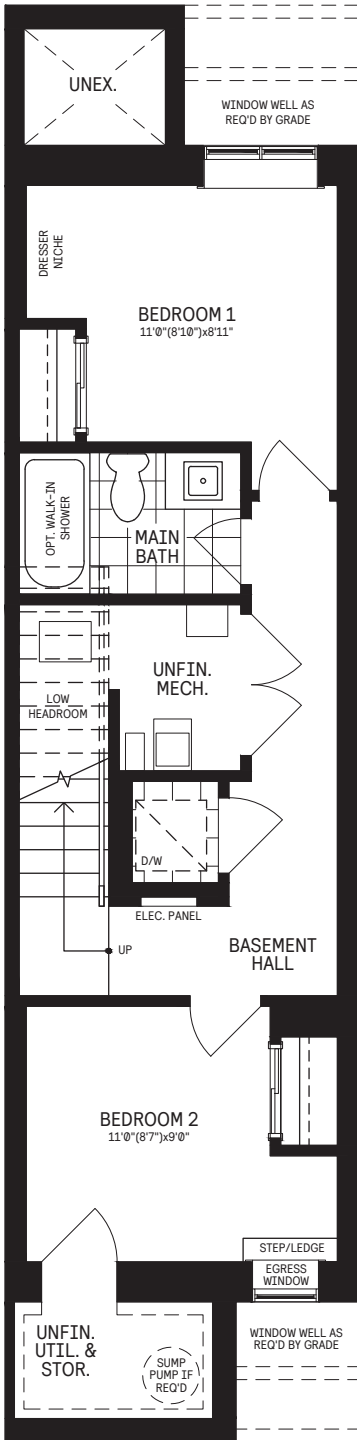 UNEX.
WINDOW WELL AS
REQ'D BY GRADE
DRESSER
NICHE
BEDROOM 1
11'0"(8'10")x8'11"
OPT. WALK-IN
SHOWER
MAIN
BATH
UNFIN.
MECH.
LOW
HEADROOM
D/W
ELEC. PANEL
UP
BASEMENT
HALL
BEDROOM 2
11'0"(8'7")x9'0"
STEP/LEDGE
EGRESS
WINDOW
UNFIN.
UTIL. &
STOR.
SUMP
PUMP IF
REQ'D
WINDOW WELL AS
REQ'D BY GRADE